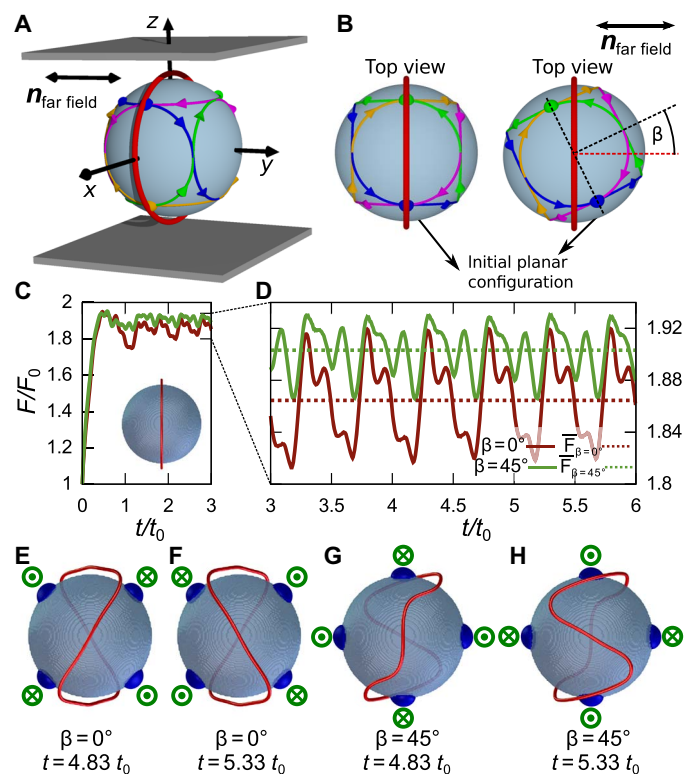 A
z
n far field
x
y
B
n far field
Top view
Top view
β
Initial planar
configuration
C
F/F0
2
1.8
1.6
1.4
1.2
1
0
1
2
3
t/t0
D
1.92
1.88
1.84
1.8
β=0° F̅β=0°
β=45° F̅β=45°
3
3.5
4
4.5
5
5.5
6
t/t0
E
F
G
H
β=0°
t=4.83 t0
β=0°
t=5.33 t0
β=45°
t=4.83 t0
β=45°
t=5.33 t0